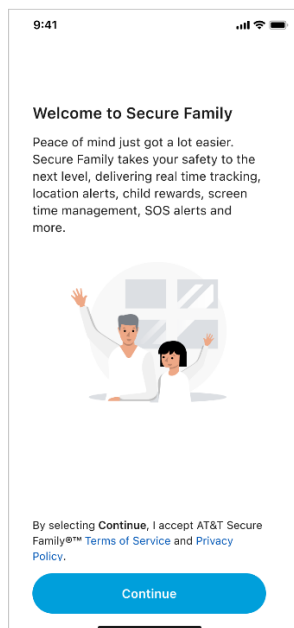 9:41
Welcome to Secure Family
Peace of mind just got a lot easier.
Secure Family takes your safety to the
next level, delivering real time tracking,
location alerts, child rewards, screen
time management, SOS alerts and
more.
By selecting Continue, I accept AT&T Secure
Family®™ Terms of Service and Privacy
Policy.
Continue